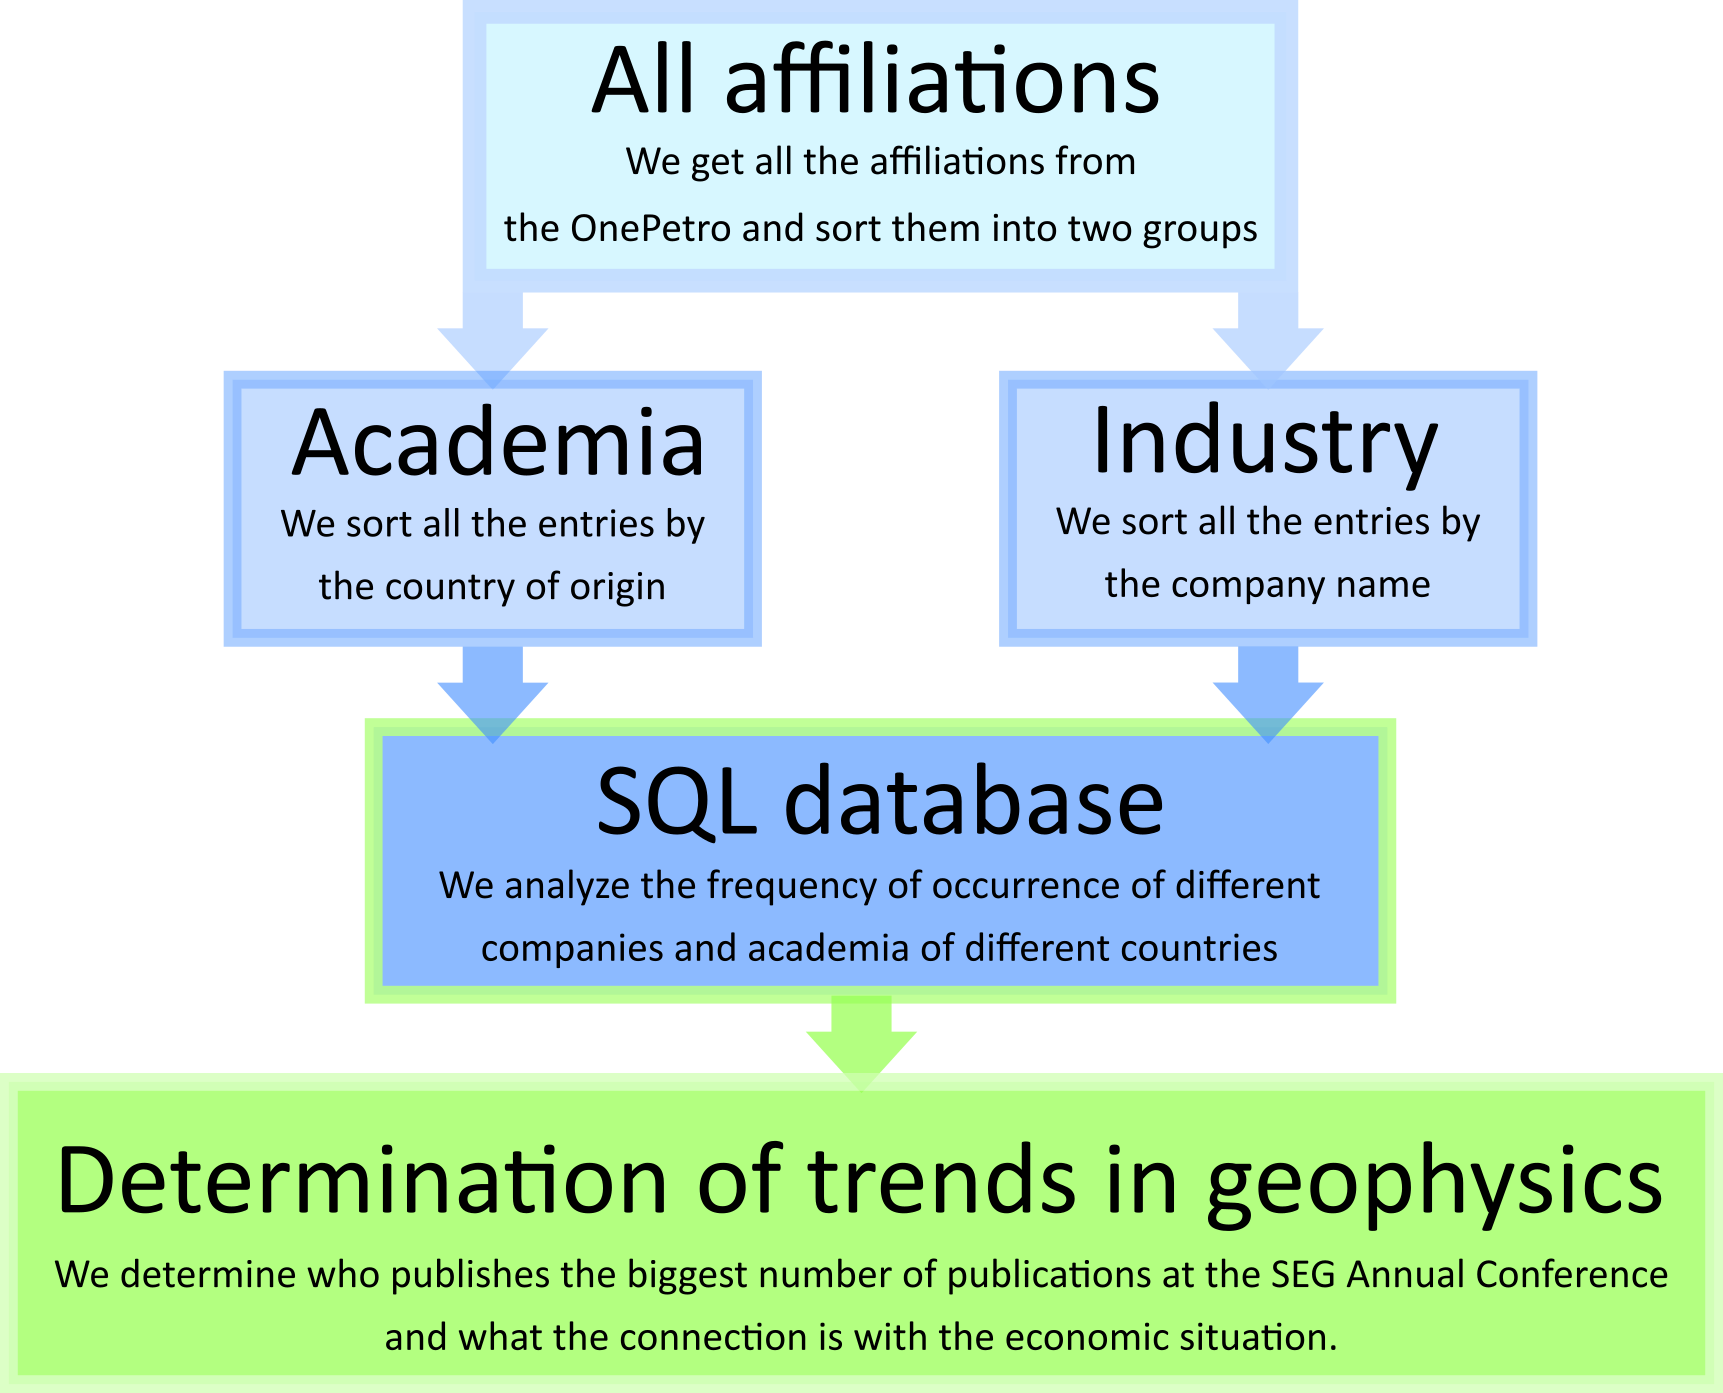 All affiliations
We get all the affiliations from
the OnePetro and sort them into two groups
Academia
We sort all the entries by
the country of origin
Industry
We sort all the entries by
the company name
SQL database
We analyze the frequency of occurrence of different
companies and academia of different countries
Determination of trends in geophysics
We determine who publishes the biggest number of publications at the SEG Annual Conference
and what the connection is with the economic situation.